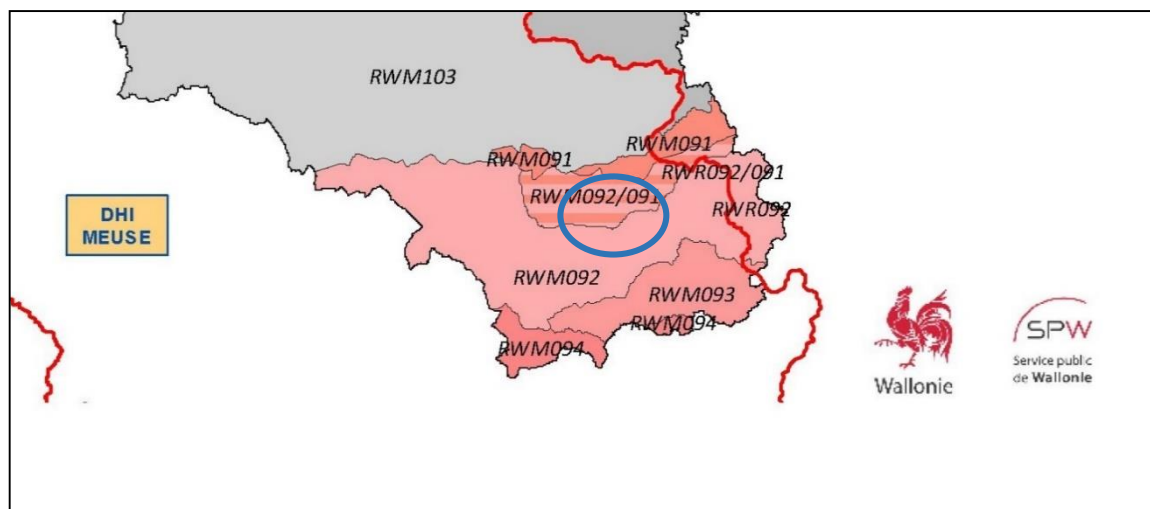 RWM103
RWM091
RWM091
RWM092/091
RWR092/091
RWR092
DHI
MEUSE
RWM092
RWM093
RWM094
RWM094
Wallonie
SPW
Service public
de Wallonie